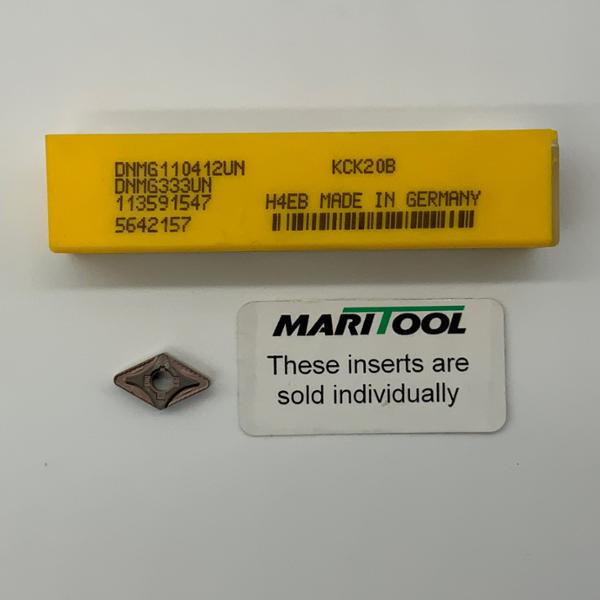 DNMG110412UN KCK20B
DNMG333UN
113591547 H4EB MADE IN GERMANY
5642157
MARITOOL
These inserts are
sold individually